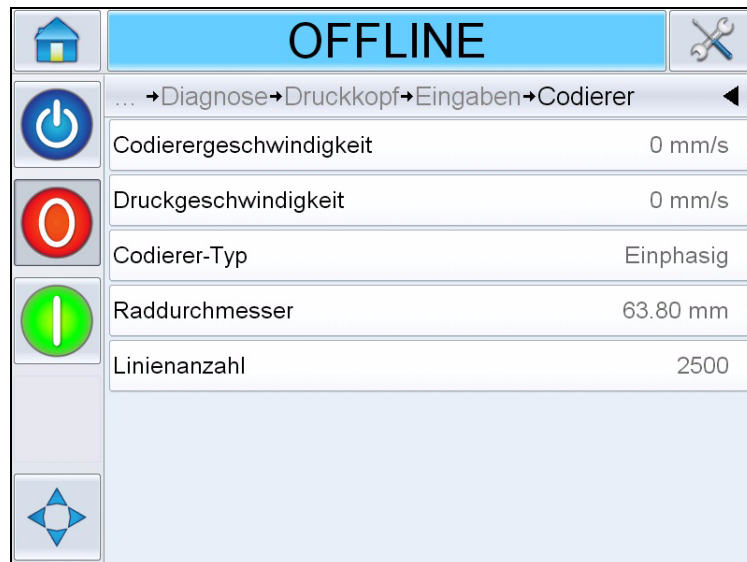 OFFLINE
... →Diagnose→Druckkopf→Eingaben→Codierer
Codierergeschwindigkeit 0 mm/s
Druckgeschwindigkeit 0 mm/s
Codierer-Typ Einphasig
Raddurchmesser 63.80 mm
Linienanzahl 2500